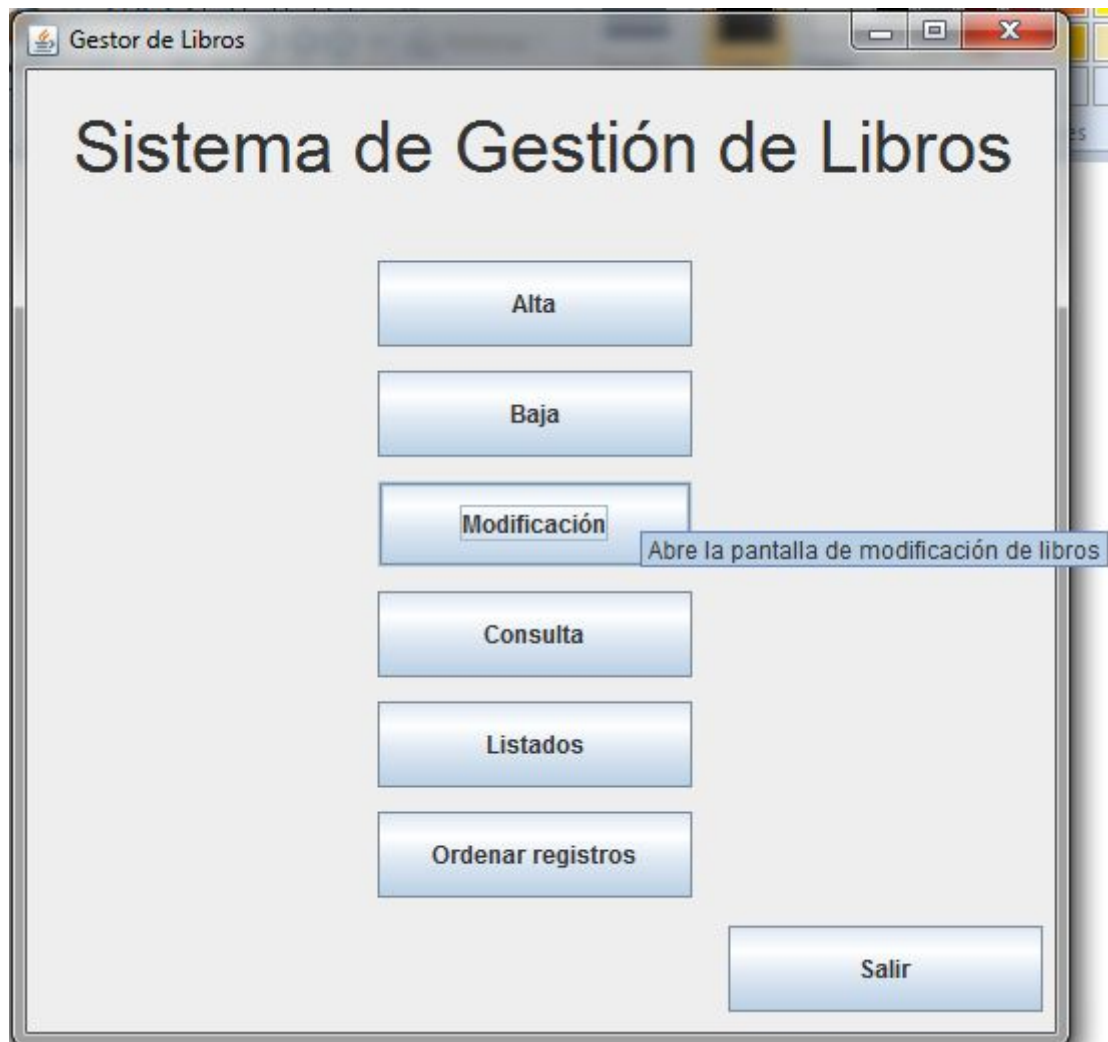 Gestor de Libros
Sistema de Gestión de Libros
Alta
Baja
Modificación
Abre la pantalla de modificación de libros
Consulta
Listados
Ordenar registros
Salir